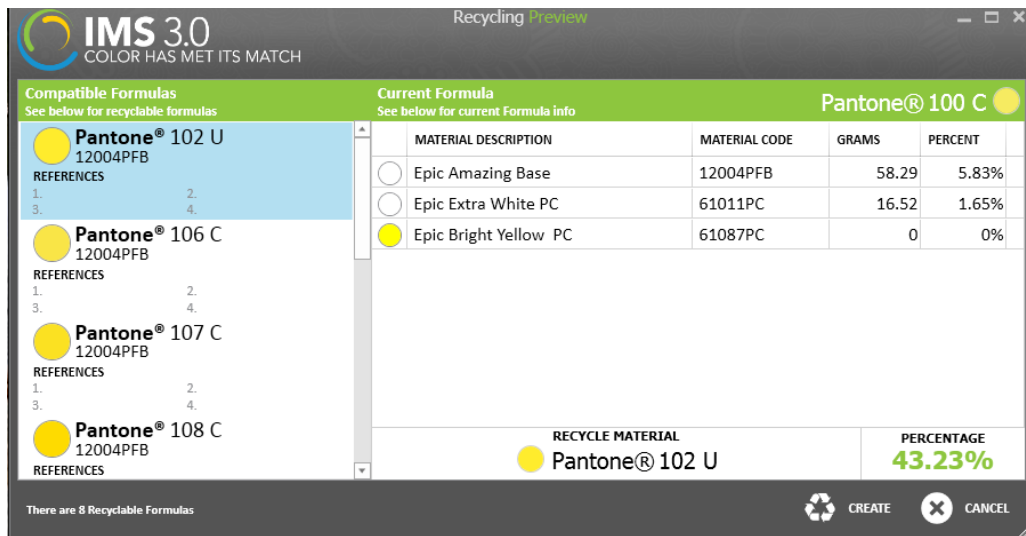 Recycling Preview
IMS 3.0
COLOR HAS MET ITS MATCH
Compatible Formulas
See below for recyclable formulas
Pantone® 102 U
12004PFB
REFERENCES
1. 2.
3. 4.
Pantone® 106 C
12004PFB
REFERENCES
1. 2.
3. 4.
Pantone® 107 C
12004PFB
REFERENCES
1. 2.
3. 4.
Pantone® 108 C
12004PFB
REFERENCES
Current Formula
See below for current Formula info
Pantone® 100 C
MATERIAL DESCRIPTION MATERIAL CODE GRAMS PERCENT
Epic Amazing Base 12004PFB 58.29 5.83%
Epic Extra White PC 61011PC 16.52 1.65%
Epic Bright Yellow PC 61087PC 0 0%
RECYCLE MATERIAL
Pantone® 102 U
PERCENTAGE
43.23%
There are 8 Recyclable Formulas
CREATE
CANCEL